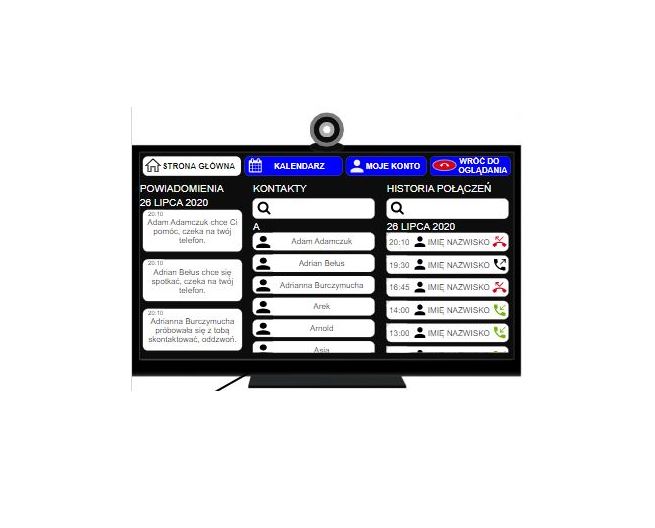 STRONA GŁÓWNA
KALENDARZ
MOJE KONTO
WRÓĆ DO
OGLĄDANIA
POWIADOMIENIA
26 LIPCA 2020
20:10
Adam Adamczuk chce Ci
pomóc, czeka na twój
telefon.
20:10
Adrian Bełus chce się
spotkać, czeka na twój
telefon.
20:10
Adrianna Burczymucha
próbowała się z tobą
skontaktować, oddzwoń.
KONTAKTY
A
Adam Adamczuk
Adrian Bełus
Adrianna Burczymucha
Arek
Arnold
Asia
HISTORIA POŁĄCZEŃ
26 LIPCA 2020
20:10 IMIĘ NAZWISKO
19:30 IMIĘ NAZWISKO
16:45 IMIĘ NAZWISKO
14:00 IMIĘ NAZWISKO
13:00 IMIĘ NAZWISKO